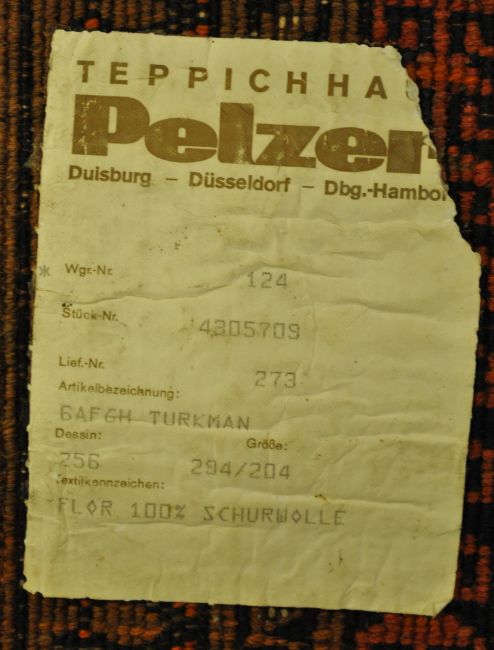 TEPPICHHA
Pelzer
Duisburg – Düsseldorf – Dbg.-Hambor
* Wgr.-Nr. 124
Stück-Nr. 4305709
Lief.-Nr. 273
Artikelbezeichnung:
6AFGH TURKMAN
Dessin: Größe:
256 294/204
Textilkennzeichen:
FLOR 100% SCHURWOLLE